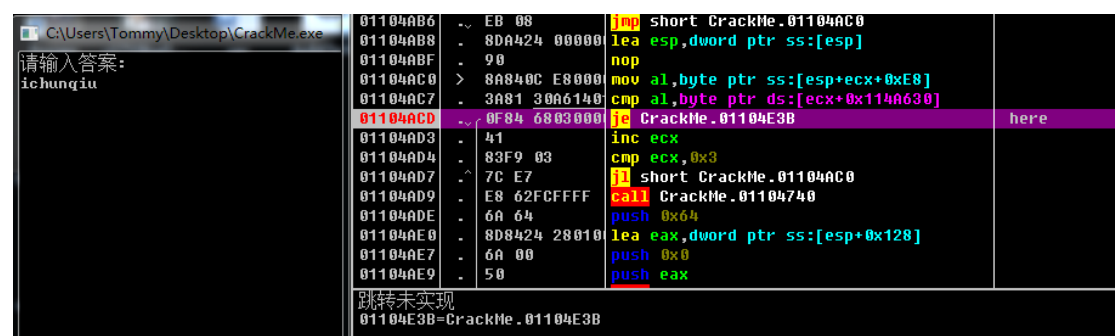 C:\Users\Tommy\Desktop\CrackMe.exe
请输入答案：
ichunqiu
01104AB6 .ˬ EB 08 jmp short CrackMe.01104AC0
01104AB8 . 8DA424 00000 lea esp,dword ptr ss:[esp]
01104ABF . 90 nop
01104AC0 > 8A840C E8000 mov al,byte ptr ss:[esp+ecx+0xE8]
01104AC7 . 3A81 30A6140 cmp al,byte ptr ds:[ecx+0x114A630]
01104ACD .ˬ 0F84 6803000 je CrackMe.01104E3B here
01104AD3 . 41 inc ecx
01104AD4 . 83F9 03 cmp ecx,0x3
01104AD7 .^ 7C E7 jl short CrackMe.01104AC0
01104AD9 . E8 62FCFFFF call CrackMe.01104740
01104ADE . 6A 64 push 0x64
01104AE0 . 8D8424 28010 lea eax,dword ptr ss:[esp+0x128]
01104AE7 . 6A 00 push 0x0
01104AE9 . 50 push eax
跳转未实现
01104E3B=CrackMe.01104E3B